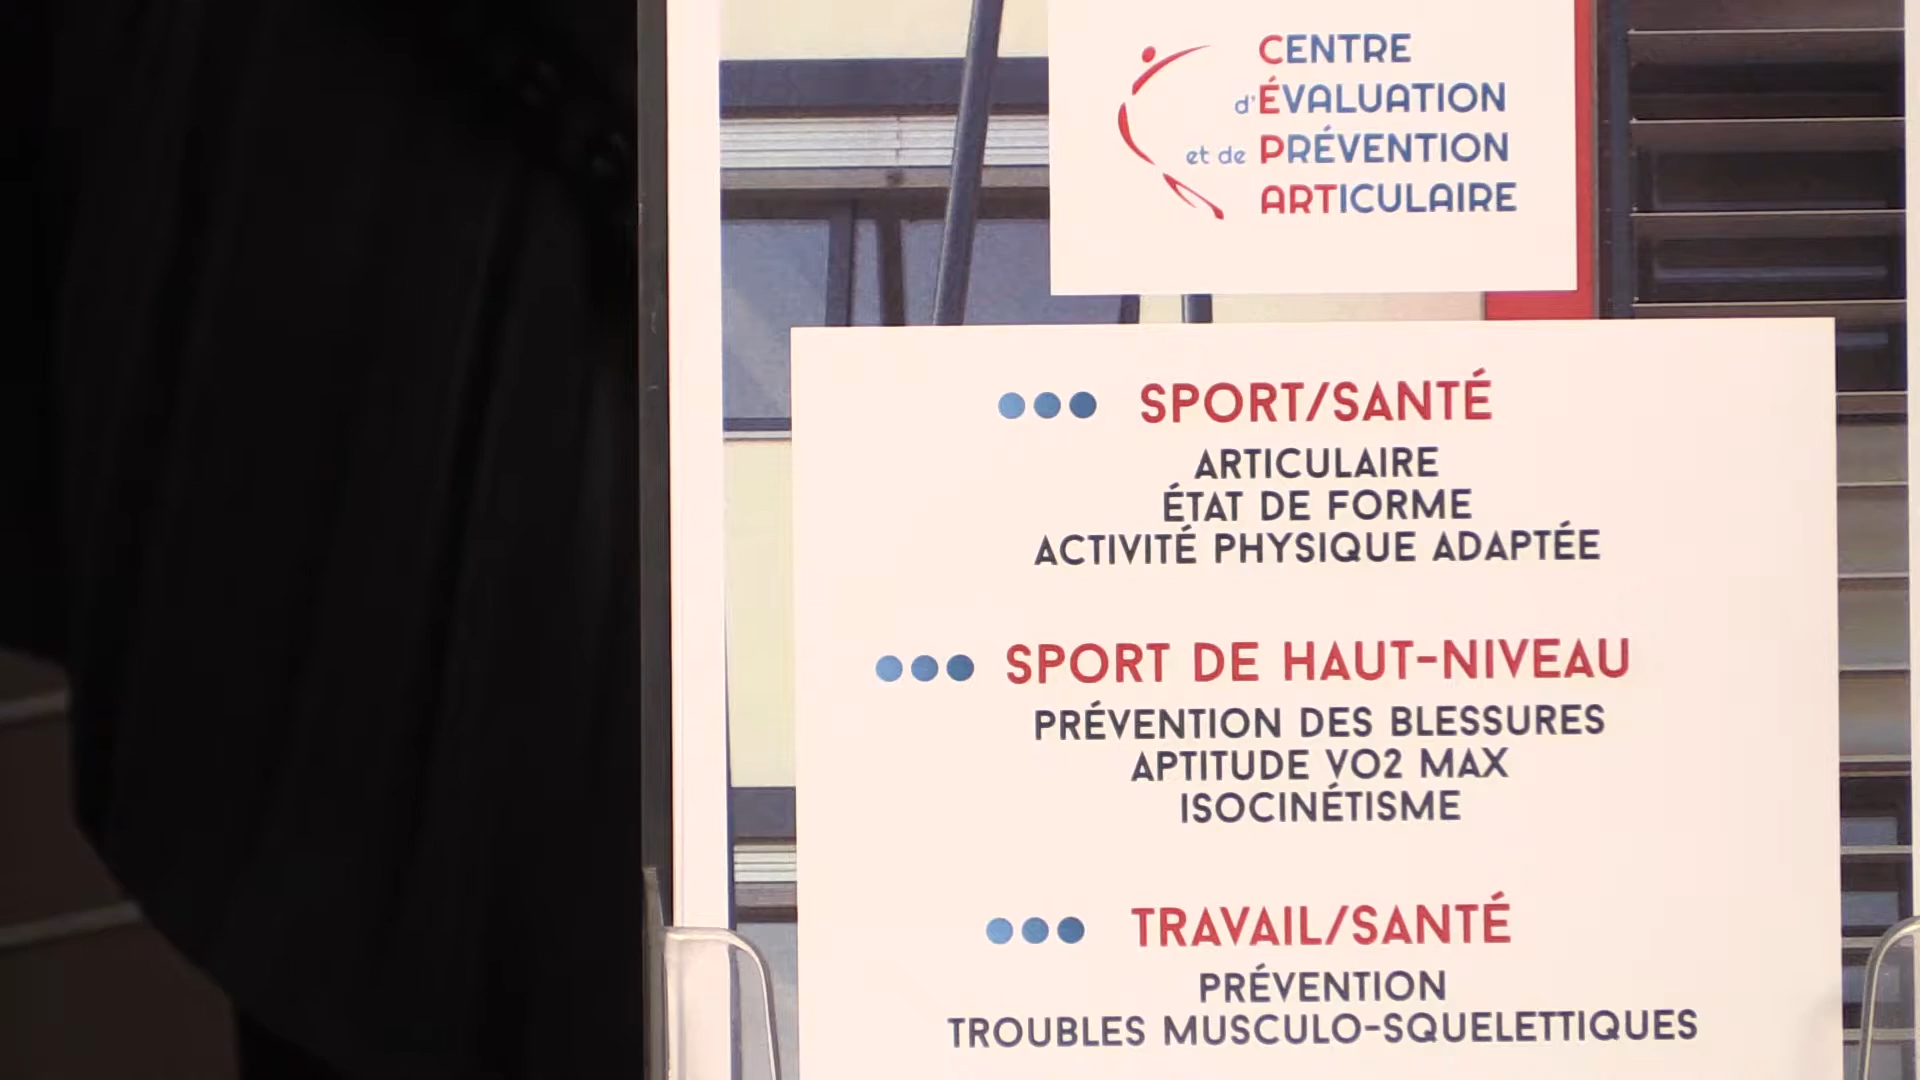 CENTRE
d'ÉVALUATION
et de PRÉVENTION
ARTICULAIRE
SPORT/SANTÉ
ARTICULAIRE
ÉTAT DE FORME
ACTIVITÉ PHYSIQUE ADAPTÉE
SPORT DE HAUT-NIVEAU
PRÉVENTION DES BLESSURES
APTITUDE VO2 MAX
ISOCINÉTISME
TRAVAIL/SANTÉ
PRÉVENTION
TROUBLES MUSCULO-SQUELETTIQUES